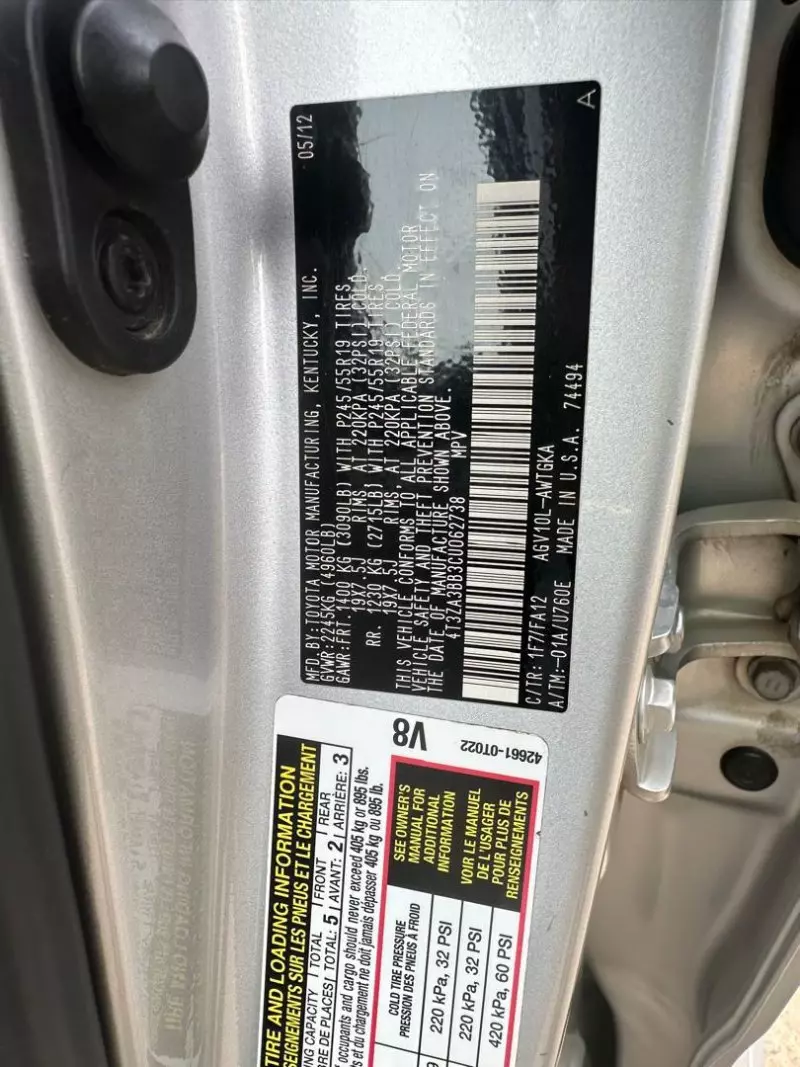 MFD. BY: TOYOTA MOTOR MANUFACTURING, KENTUCKY, INC. 05/12
GVWR: 2245KG (4960LB)
GAWR: FRT. 1400 KG (3090LB) WITH P245/55R19 TIRES
19X7.5J RIMS, AT 220KPA (32PSI) COLD.
RR. 1230 KG (2715LB) WITH P245/55R19 TIRES
19X7.5J RIMS, AT 220KPA (32PSI) COLD.
THIS VEHICLE CONFORMS TO ALL APPLICABLE FEDERAL MOTOR
VEHICLE SAFETY AND THEFT PREVENTION STANDARDS IN EFFECT ON
THE DATE OF MANUFACTURE SHOWN ABOVE.
4T3ZA3BB3CU062738 MPV
C/TR: 1F7/FA12 AGV10L-AWTGKA
A/TM:-01A/U760E MADE IN U.S.A. 74494 A
TIRE AND LOADING INFORMATION
SUR LES PNEUS ET LE CHARGEMENT
CAPACITY TOTAL FRONT REAR
DE PLACES TOTAL: 5 AVANT: 2 ARRIÈRE: 3
occupants and cargo should never exceed 405 kg or 895 lbs.
et du chargement ne doit jamais dépasser 405 kg ou 895 lb.
V8
42661-0T022
COLD TIRE PRESSURE
PRESSION DES PNEUS À FROID
220 kPa, 32 PSI
220 kPa, 32 PSI
420 kPa, 60 PSI
SEE OWNER'S
MANUAL FOR
ADDITIONAL
INFORMATION
VOIR LE MANUEL
DE L'USAGER
POUR PLUS DE
RENSEIGNEMENTS